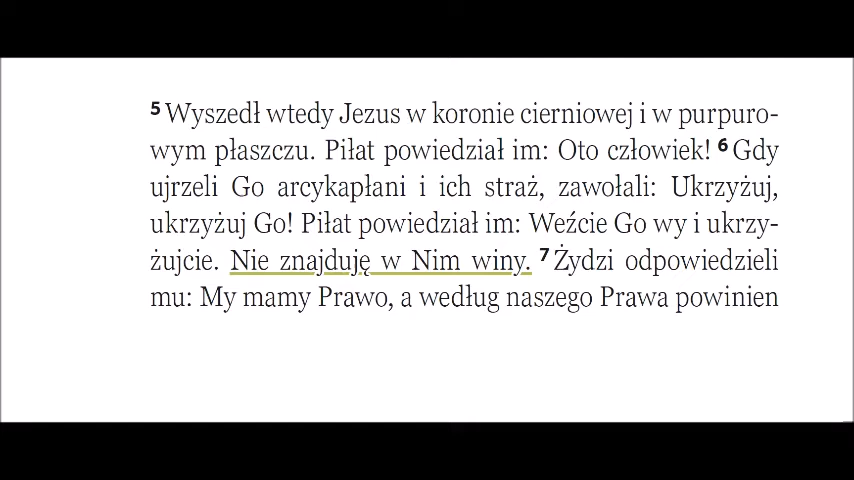 5 Wyszedł wtedy Jezus w koronie cierniowej i w purpuro-
wym płaszczu. Piłat powiedział im: Oto człowiek! 6 Gdy
ujrzeli Go arcykapłani i ich straż, zawołali: Ukrzyżuj,
ukrzyżuj Go! Piłat powiedział im: Weźcie Go wy i ukrzy-
żujcie. Nie znajduję w Nim winy. 7 Żydzi odpowiedzieli
mu: My mamy Prawo, a według naszego Prawa powinien